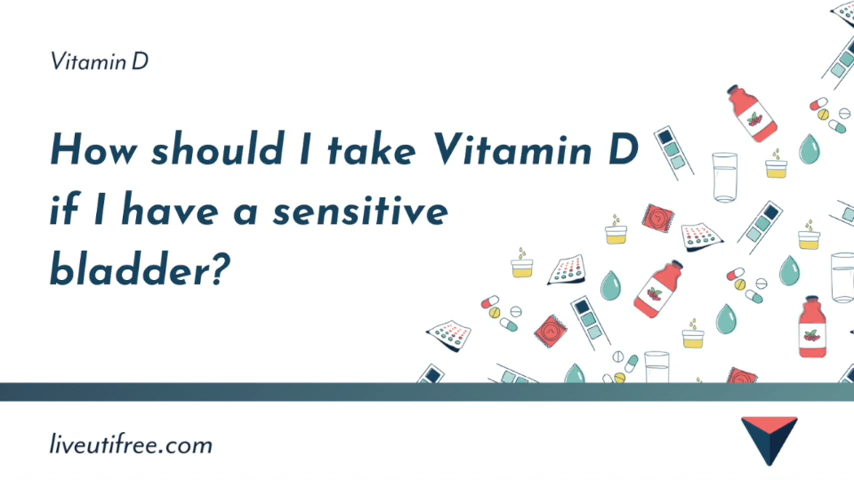 Vitamin D
How should I take Vitamin D
if I have a sensitive
bladder?
liveutifree.com